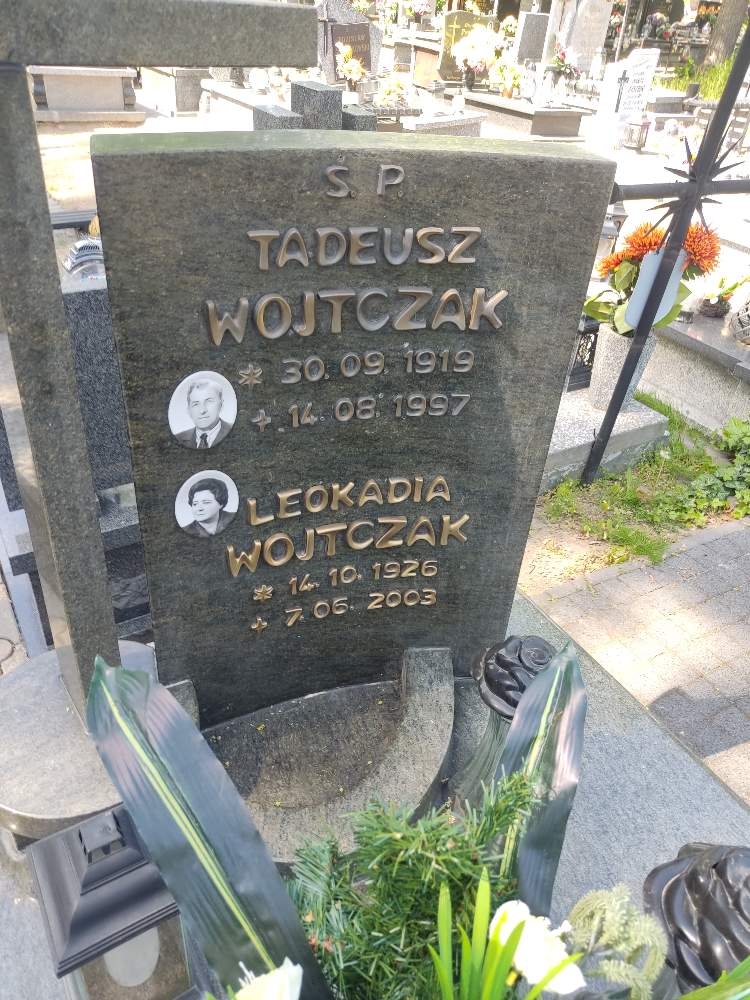 Ś. P.
TADEUSZ
WOJTCZAK
* 30. 09. 1919
+ 14. 08. 1997
LEOKADIA
WOJTCZAK
* 14. 10. 1926
+ 7. 06. 2003